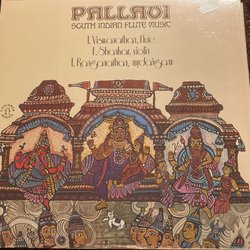 PALLAVI
SOUTH INDIAN FLUTE MUSIC
T. Viswanathan, flute
L. Shankar, violin
T. Ranganathan, mridangam